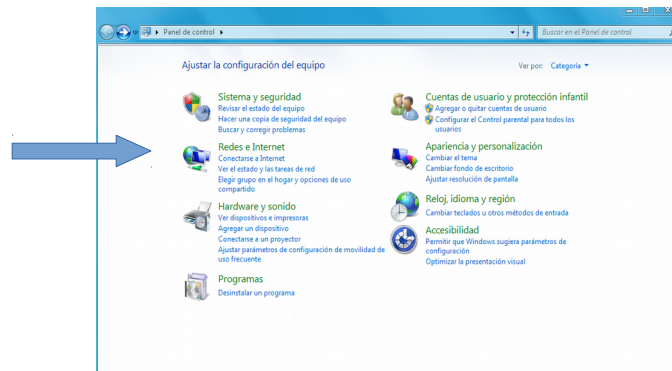 Panel de control
Buscar en el Panel de control
Ajustar la configuración del equipo
Ver por: Categoría
Sistema y seguridad
Revisar el estado del equipo
Hacer una copia de seguridad del equipo
Buscar y corregir problemas
Redes e Internet
Conectarse a Internet
Ver el estado y las tareas de red
Elegir grupo en el hogar y opciones de uso
compartido
Hardware y sonido
Ver dispositivos e impresoras
Agregar un dispositivo
Conectarse a un proyector
Ajustar parámetros de configuración de movilidad de
uso frecuente
Programas
Desinstalar un programa
Cuentas de usuario y protección infantil
Agregar o quitar cuentas de usuario
Configurar el Control parental para todos los
usuarios
Apariencia y personalización
Cambiar el tema
Cambiar fondo de escritorio
Ajustar resolución de pantalla
Reloj, idioma y región
Cambiar teclados u otros métodos de entrada
Accesibilidad
Permitir que Windows sugiera parámetros de
configuración
Optimizar la presentación visual